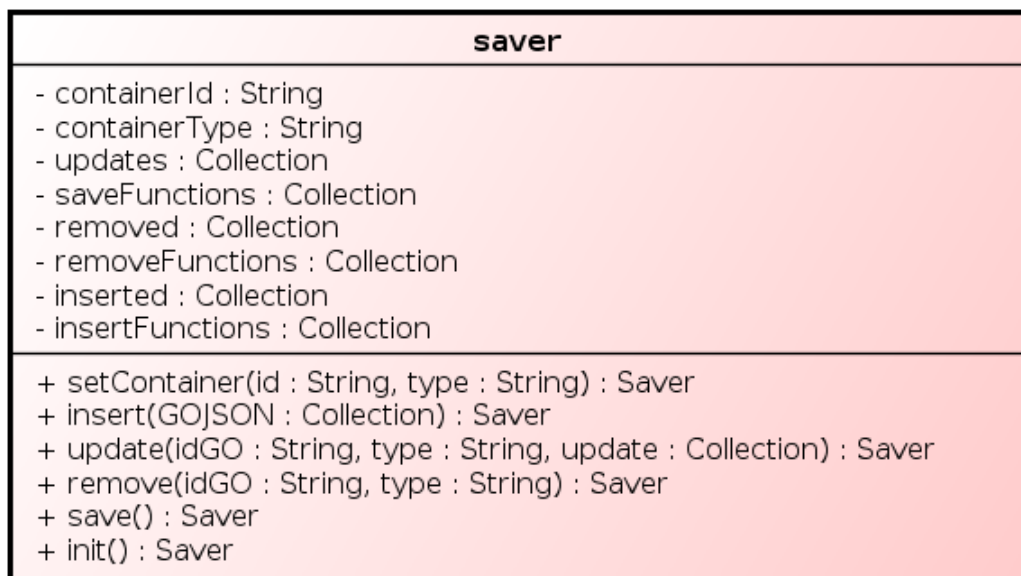 saver
- containerId : String
- containerType : String
- updates : Collection
- saveFunctions : Collection
- removed : Collection
- removeFunctions : Collection
- inserted : Collection
- insertFunctions : Collection
+ setContainer(id : String, type : String) : Saver
+ insert(GOJSON : Collection) : Saver
+ update(idGO : String, type : String, update : Collection) : Saver
+ remove(idGO : String, type : String) : Saver
+ save() : Saver
+ init() : Saver